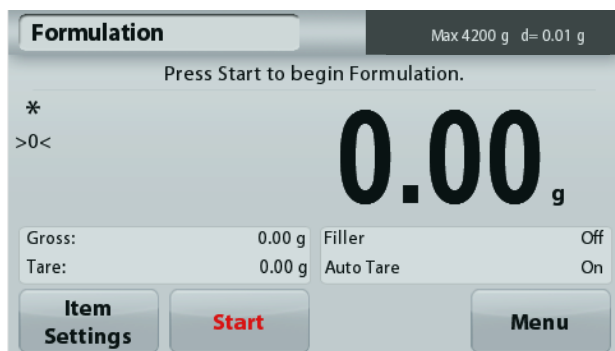 Formulation
Max 4200 g d= 0.01 g
Press Start to begin Formulation.
*
>0<
0.00 g
Gross: 0.00 g
Filler Off
Tare: 0.00 g
Auto Tare On
Item
Settings
Start
Menu